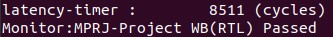 latency-timer :        8511 (cycles)
Monitor:MPRJ-Project WB(RTL) Passed